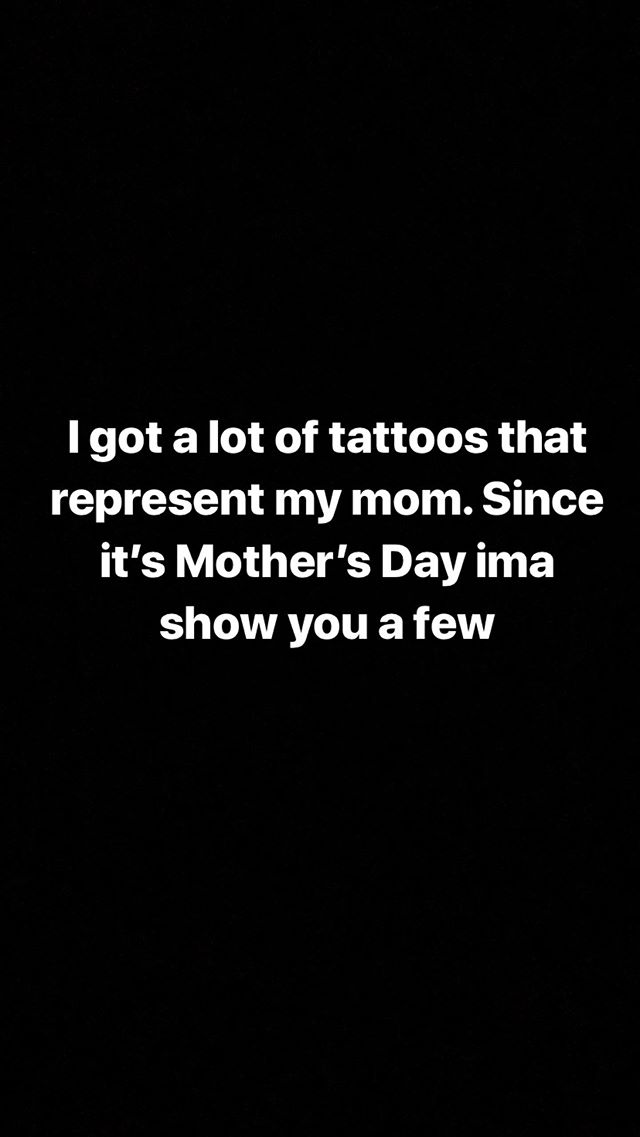 I got a lot of tattoos that
represent my mom. Since
it’s Mother’s Day ima
show you a few